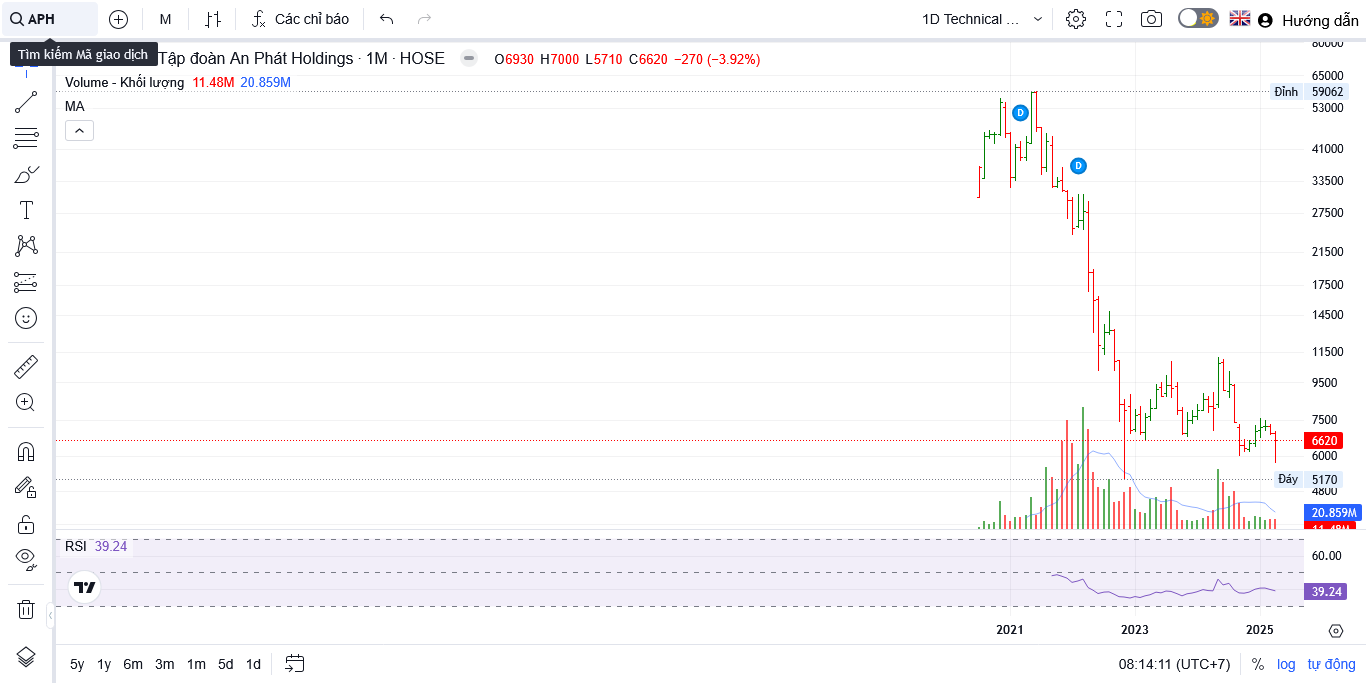 APH
M
Các chỉ báo
1D Technical ...
Hướng dẫn
Tìm kiếm Mã giao dịch
Tập đoàn An Phát Holdings · 1M · HOSE
O6930 H7000 L5710 C6620 −270 (−3.92%)
Volume - Khối lượng 11.48M 20.859M
MA
80000
65000
Đỉnh 59062
53000
41000
33500
27500
21500
17500
14500
11500
9500
7500
6620
6000
Đáy 5170
4800
20.859M
11.48M
D
D
RSI 39.24
60.00
39.24
2021 2023 2025
5y 1y 6m 3m 1m 5d 1d
08:14:11 (UTC+7) % log tự động